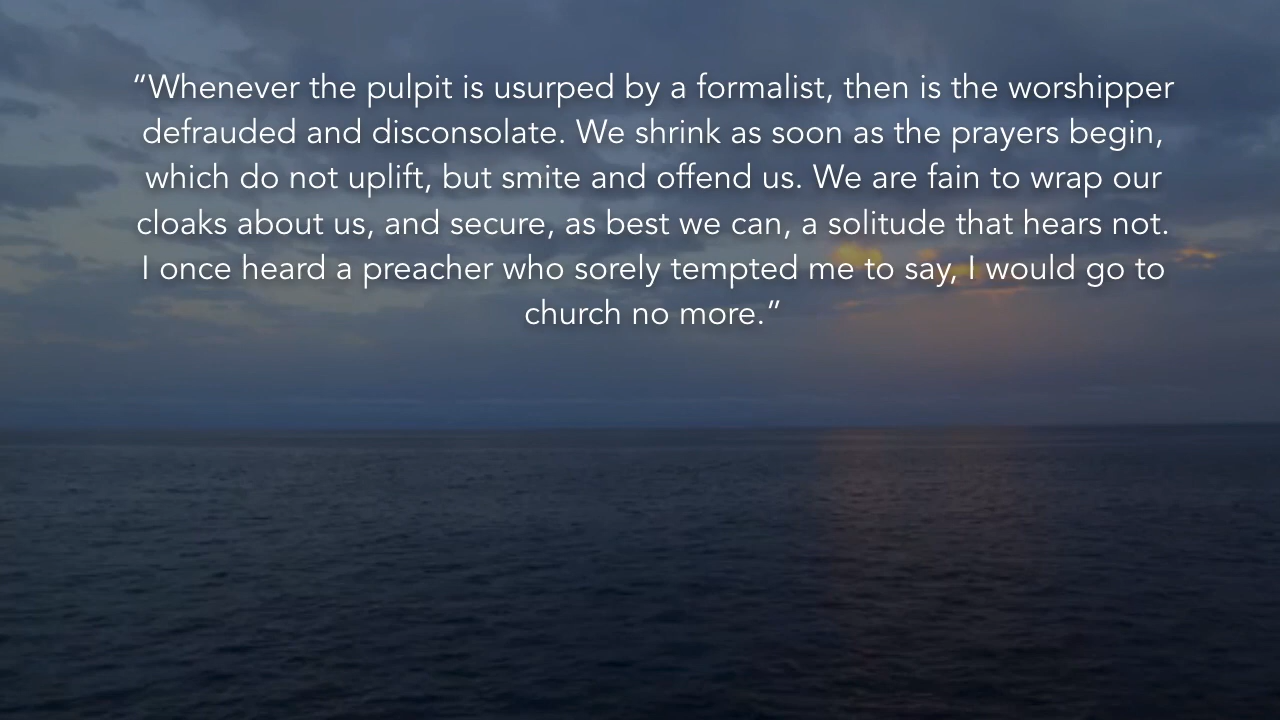 “Whenever the pulpit is usurped by a formalist, then is the worshipper
defrauded and disconsolate. We shrink as soon as the prayers begin,
which do not uplift, but smite and offend us. We are fain to wrap our
cloaks about us, and secure, as best we can, a solitude that hears not.
I once heard a preacher who sorely tempted me to say, I would go to
church no more.”